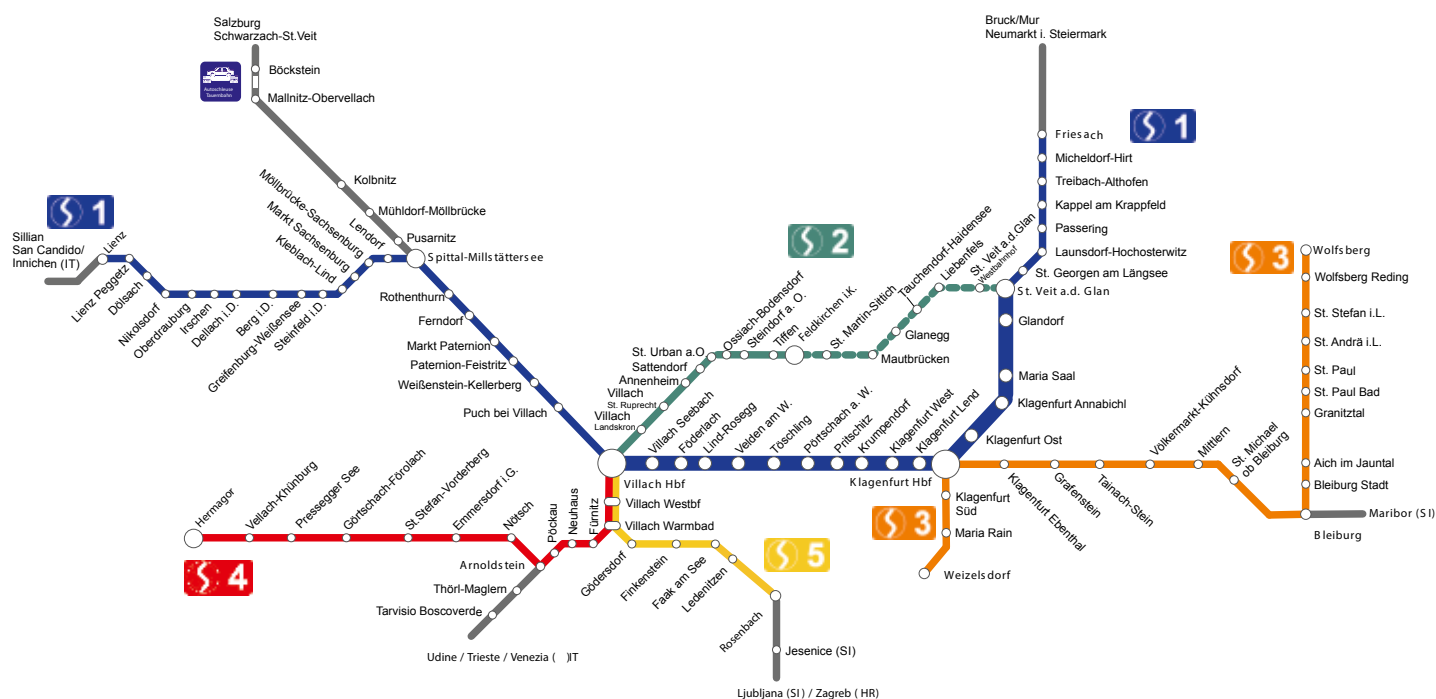 Salzburg
Schwarzach-St.Veit
Böckstein
Autoschleuse
Tauernbahn
Mallnitz-Obervellach
Kolbnitz
Mühldorf-Möllbrücke
Pusarnitz
Spittal-Millstättersee
S 1
Sillian
San Candido/
Innichen (IT)
Lienz
Lienz Peggetz
Dölsach
Nikolsdorf
Oberdrauburg
Irschen
Dellach i.D.
Berg i.D.
Greifenburg-Weißensee
Steinfeld i.D.
Kleblach-Lind
Markt Sachsenburg
Möllbrücke-Sachsenburg
Lendorf
Rothenthurn
Ferndorf
Markt Paternion
Paternion-Feistritz
Weißenstein-Kellerberg
Puch bei Villach
Bruck/Mur
Neumarkt i. Steiermark
Friesach
S 1
Micheldorf-Hirt
Treibach-Althofen
Kappel am Krappfeld
Passering
Launsdorf-Hochosterwitz
St. Georgen am Längsee
St. Veit a.d. Glan
Glandorf
Maria Saal
Klagenfurt Annabichl
Klagenfurt Ost
S 2
St. Veit a.d. Glan
Westbahnhof
Liebenfels
Tauchendorf-Haidensee
Glanegg
Mautbrücken
St. Martin-Sittich
Feldkirchen i.K.
Tiffen
Steindorf a. O.
Ossiach-Bodensdorf
St. Urban a.O
Sattendorf
Annenheim
Villach
St. Ruprecht
Villach
Landskron
Villach Hbf
Villach Seebach
Föderlach
Lind-Rosegg
Velden am W.
Töschling
Pörtschach a. W.
Pritschitz
Krumpendorf
Klagenfurt West
Klagenfurt Lend
Klagenfurt Hbf
S 3
Wolfsberg
Wolfsberg Reding
St. Stefan i.L.
St. Andrä i.L.
St. Paul
St. Paul Bad
Granitztal
Aich im Jauntal
Bleiburg Stadt
Maribor (SI)
Bleiburg
St. Michael
ob Bleiburg
Mittlern
Völkermarkt-Kühnsdorf
Tainach-Stein
Grafenstein
Klagenfurt Ebenthal
S 3
Klagenfurt
Süd
Maria Rain
Weizelsdorf
Villach Westbf
Villach Warmbad
S 4
Hermagor
Vellach-Khünburg
Pressegger See
Görtschach-Förolach
St.Stefan-Vorderberg
Emmersdorf i.G.
Nötsch
Arnoldstein
Pöckau
Neuhaus
Fürnitz
Thörl-Maglern
Tarvisio Boscoverde
Udine / Trieste / Venezia ( )IT
S 5
Gödersdorf
Finkenstein
Faak am See
Ledenitzen
Rosenbach
Jesenice (SI)
Ljubljana (SI) / Zagreb ( HR)